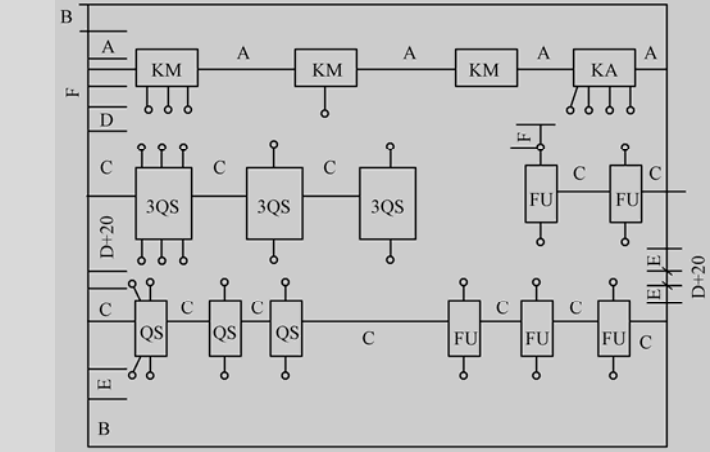 B
A A A A A
KM KM KM KA
F
D
F
C C C C C
3QS 3QS 3QS FU FU
D+20
E
D+20
E
C C C C C C
QS QS QS FU FU FU
C
E
B